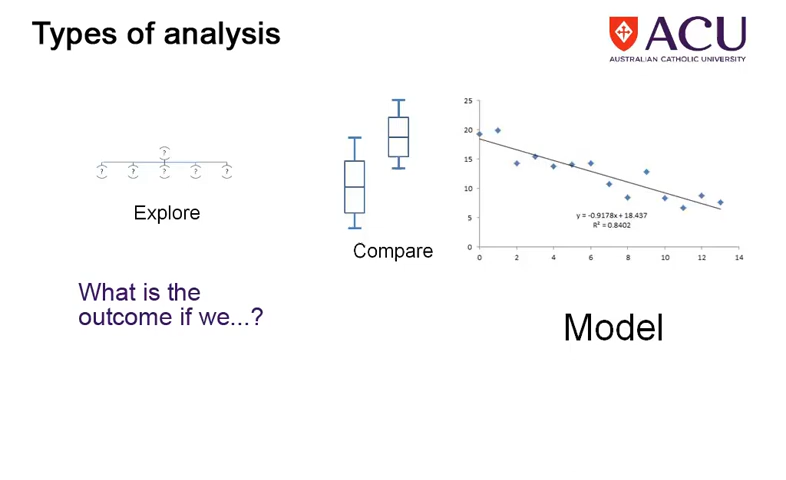 Types of analysis
ACU
AUSTRALIAN CATHOLIC UNIVERSITY
?
? ? ? ? ?
Explore
Compare
25
20
15
10
5
0
0 2 4 6 8 10 12 14
y = -0.9178x + 18.437
R² = 0.8402
What is the
outcome if we...?
Model